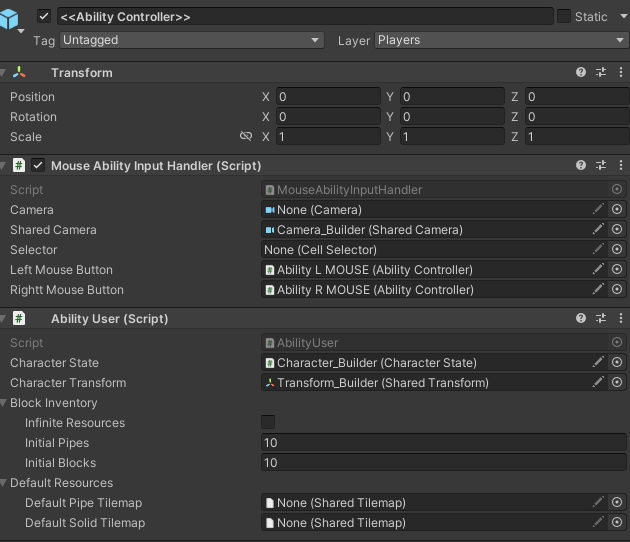 <<Ability Controller>> Static
Tag Untagged Layer Players
Transform
Position X 0 Y 0 Z 0
Rotation X 0 Y 0 Z 0
Scale X 1 Y 1 Z 1
# Mouse Ability Input Handler (Script)
Script # MouseAbilityInputHandler
Camera None (Camera)
Shared Camera Camera_Builder (Shared Camera)
Selector None (Cell Selector)
Left Mouse Button # Ability L MOUSE (Ability Controller)
Rightt Mouse Button # Ability R MOUSE (Ability Controller)
# Ability User (Script)
Script # AbilityUser
Character State # Character_Builder (Character State)
Character Transform Transform_Builder (Shared Transform)
Block Inventory
Infinite Resources
Initial Pipes 10
Initial Blocks 10
Default Resources
Default Pipe Tilemap None (Shared Tilemap)
Default Solid Tilemap None (Shared Tilemap)